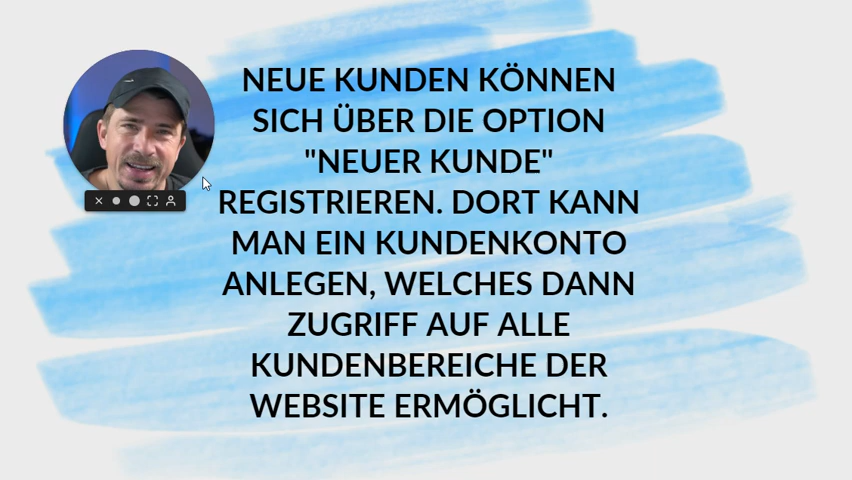 NEUE KUNDEN KÖNNEN
SICH ÜBER DIE OPTION
"NEUER KUNDE"
REGISTRIEREN. DORT KANN
MAN EIN KUNDENKONTO
ANLEGEN, WELCHES DANN
ZUGRIFF AUF ALLE
KUNDENBEREICHE DER
WEBSITE ERMÖGLICHT.